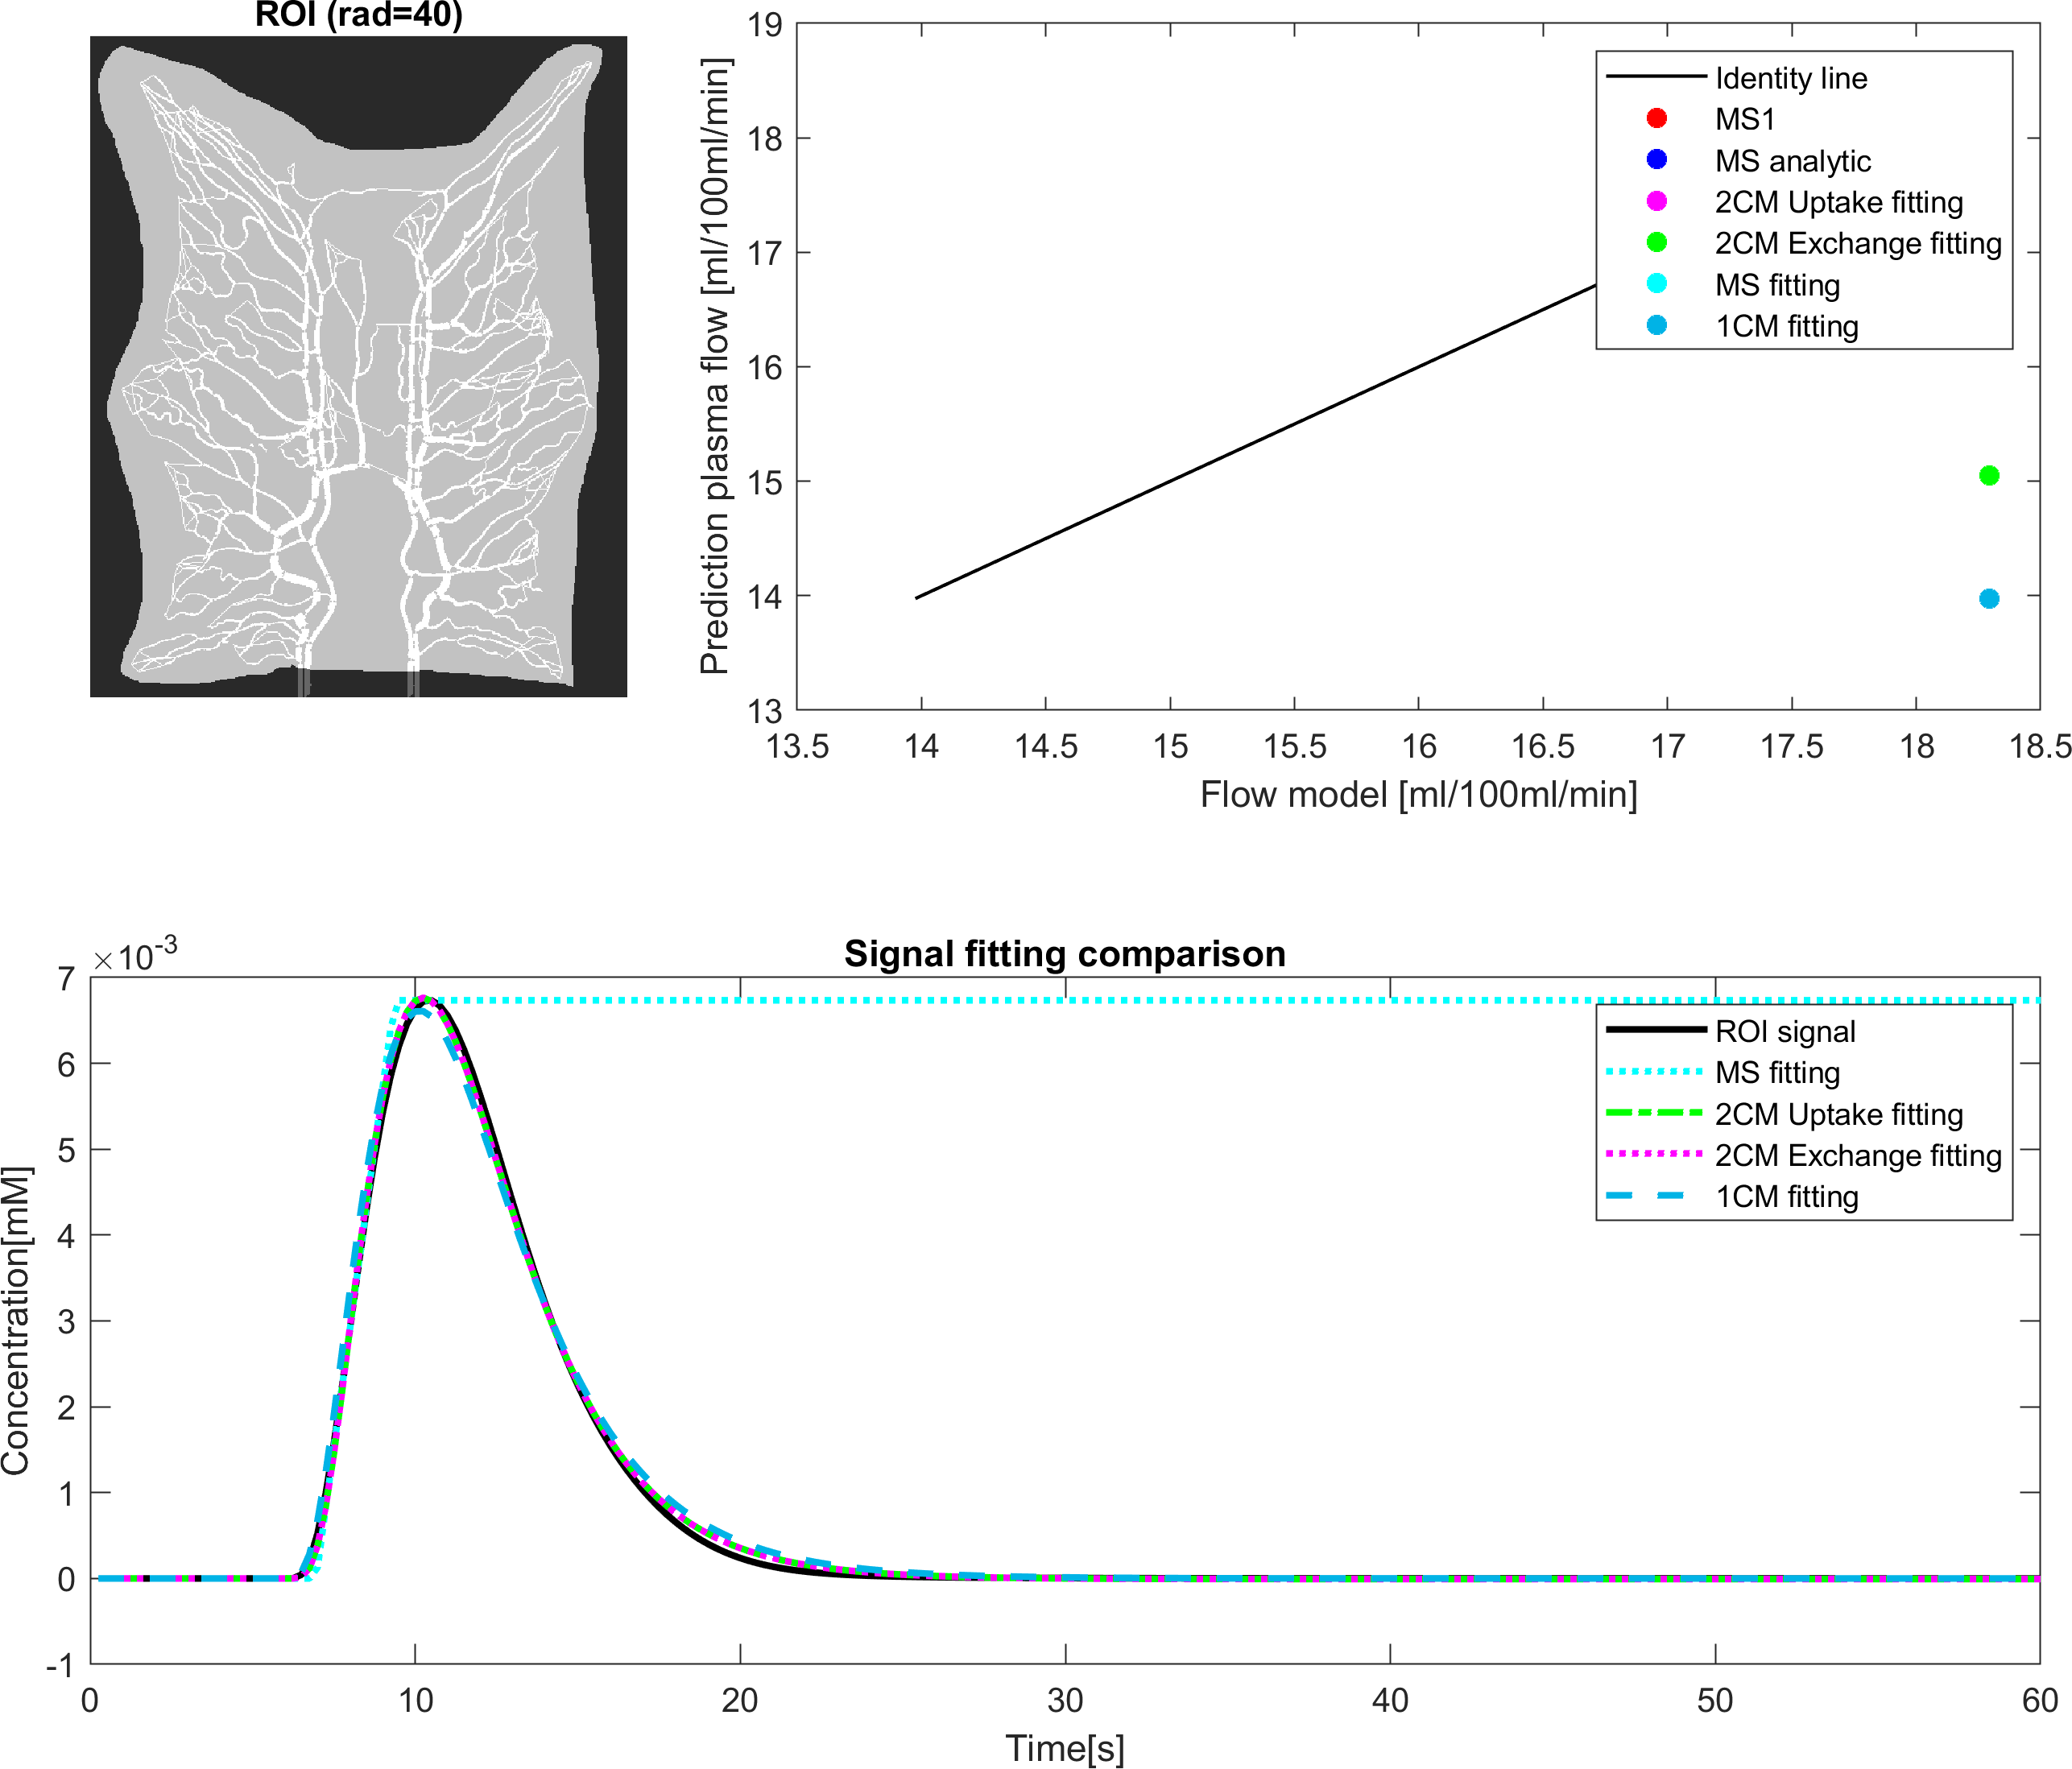 ROI (rad=40)
Prediction plasma flow [ml/100ml/min]
19
18
17
16
15
14
13
13.5 14 14.5 15 15.5 16 16.5 17 17.5 18 18.5
Flow model [ml/100ml/min]
Identity line
MS1
MS analytic
2CM Uptake fitting
2CM Exchange fitting
MS fitting
1CM fitting
Signal fitting comparison
×10-3
Concentration[mM]
7
6
5
4
3
2
1
0
-1
0 10 20 30 40 50 60
Time[s]
ROI signal
MS fitting
2CM Uptake fitting
2CM Exchange fitting
1CM fitting